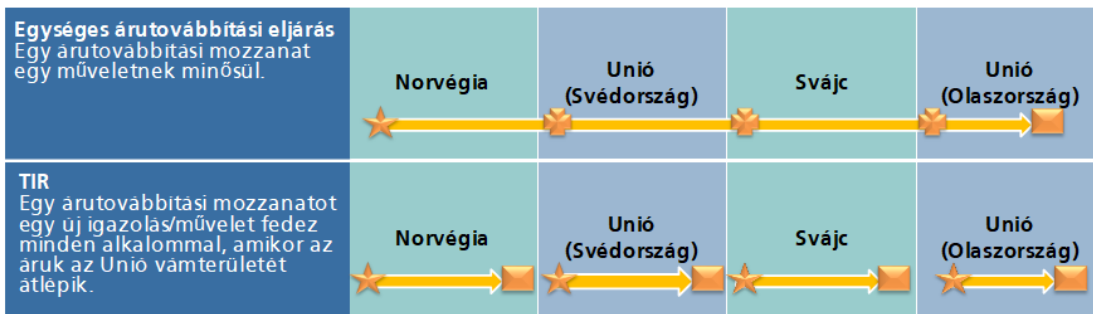 Egységes árutovábbítási eljárás
Egy árutovábbítási mozzanat
egy műveletnek minősül.
Norvégia
Unió
(Svédország)
Svájc
Unió
(Olaszország)
TIR
Egy árutovábbítási mozzanatot
egy új igazolás/művelet fedez
minden alkalommal, amikor az
áruk az Unió vámterületét
átlépik.
Norvégia
Unió
(Svédország)
Svájc
Unió
(Olaszország)